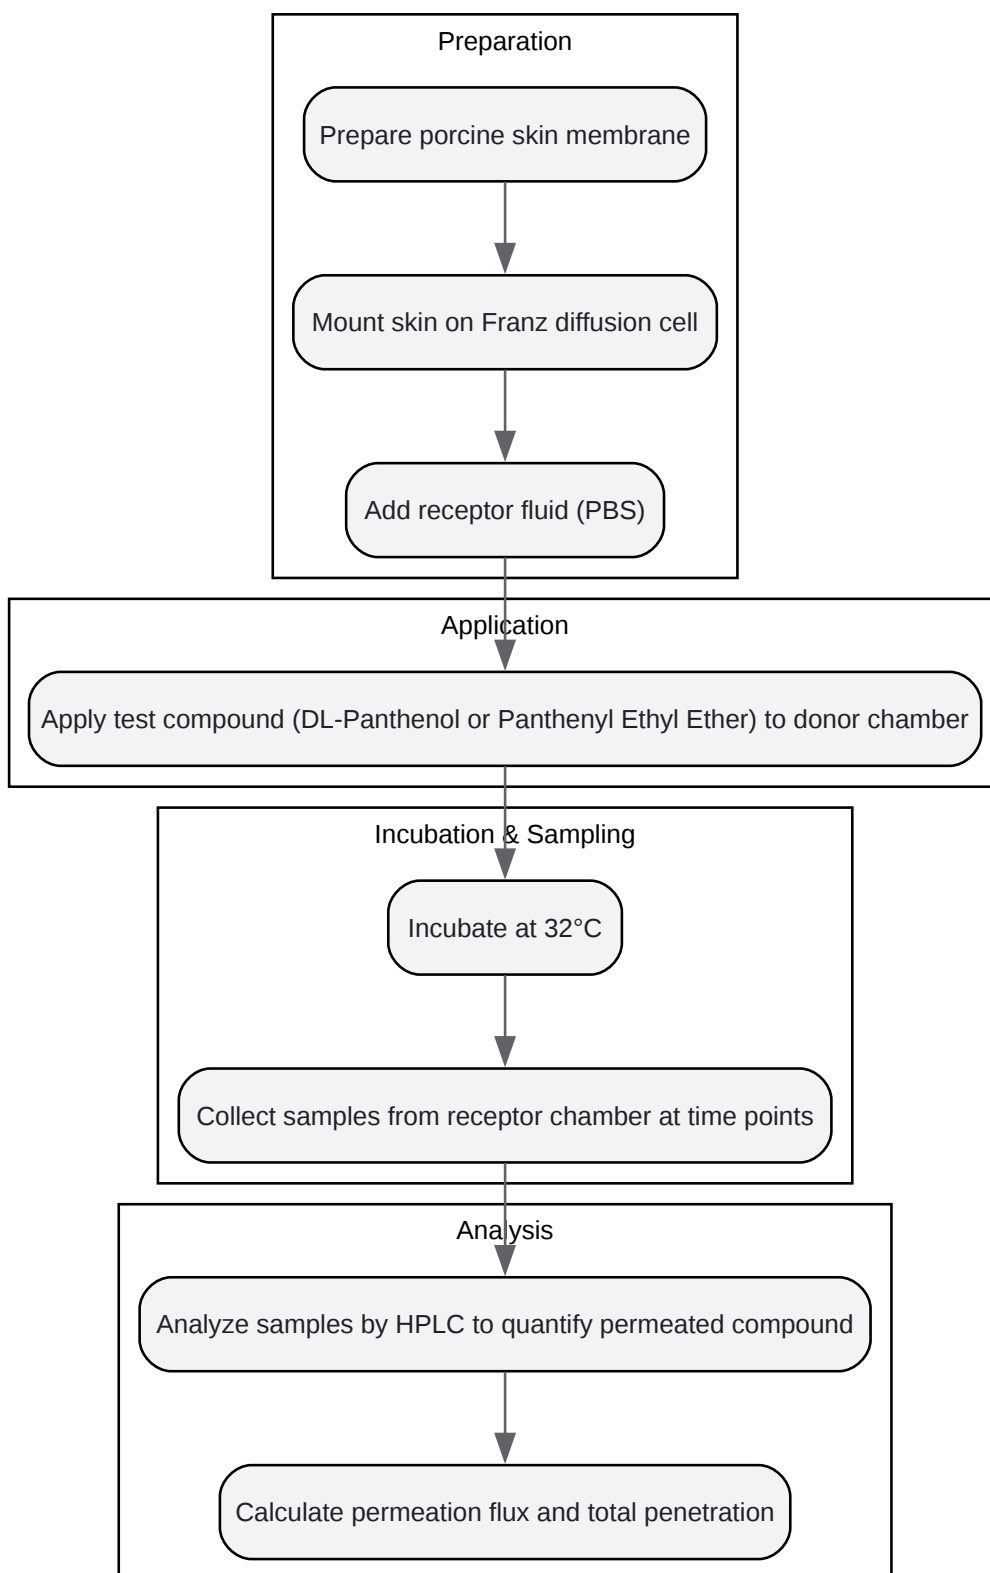 Preparation
Prepare porcine skin membrane
Mount skin on Franz diffusion cell
Add receptor fluid (PBS)
Application
Apply test compound (DL-Panthenol or Panthenyl Ethyl Ether) to donor chamber
Incubation & Sampling
Incubate at 32°C
Collect samples from receptor chamber at time points
Analysis
Analyze samples by HPLC to quantify permeated compound
Calculate permeation flux and total penetration